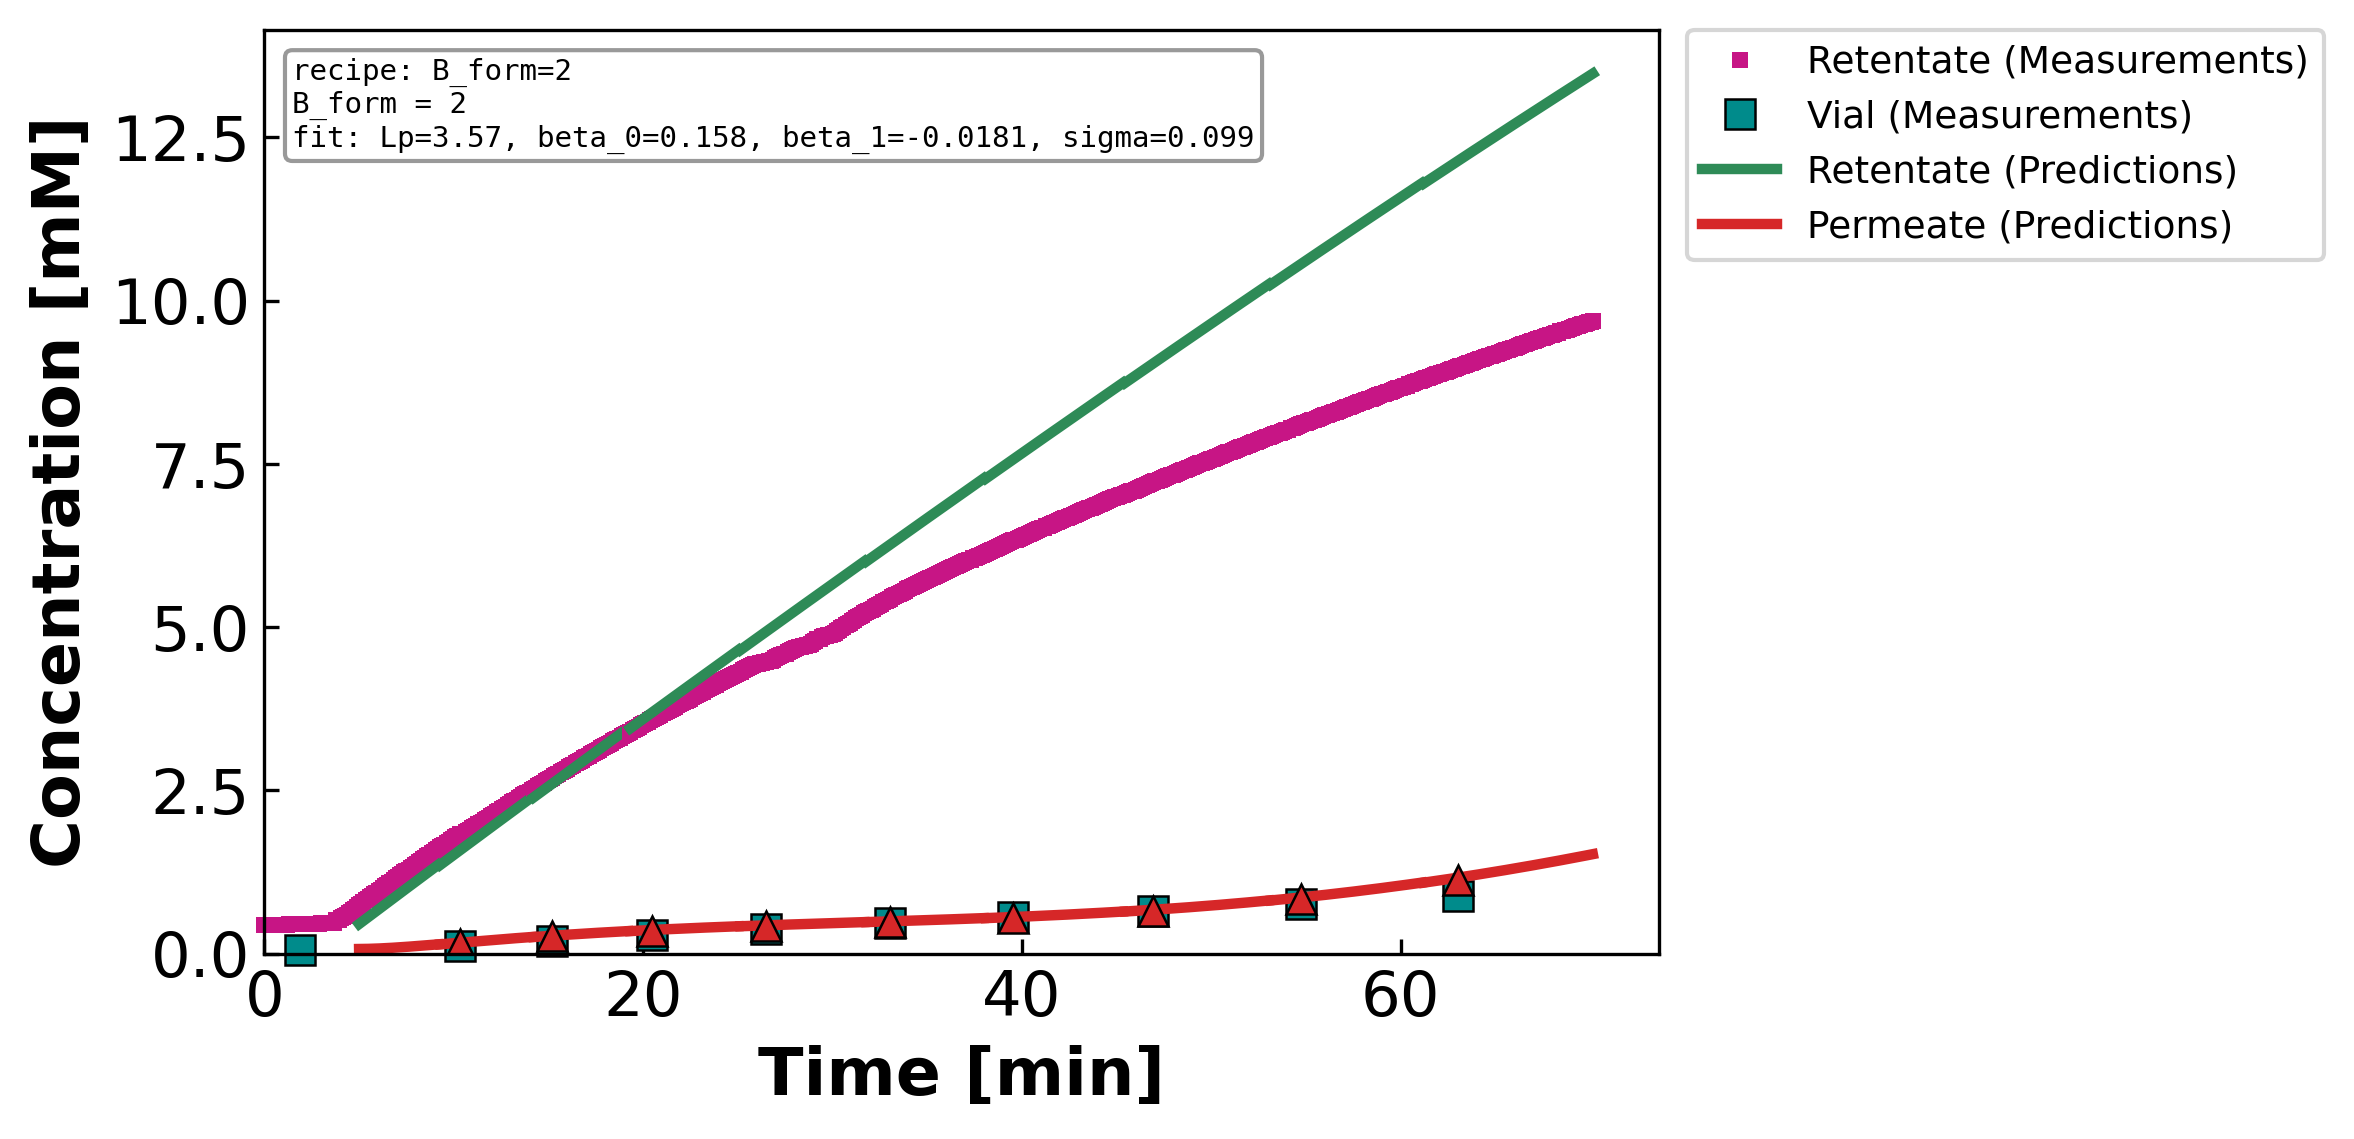 recipe: B_form=2
B_form = 2
fit: Lp=3.57, beta_0=0.158, beta_1=-0.0181, sigma=0.099
Retentate (Measurements)
Vial (Measurements)
Retentate (Predictions)
Permeate (Predictions)
Concentration [mM]
12.5
10.0
7.5
5.0
2.5
0.0
0 20 40 60
Time [min]